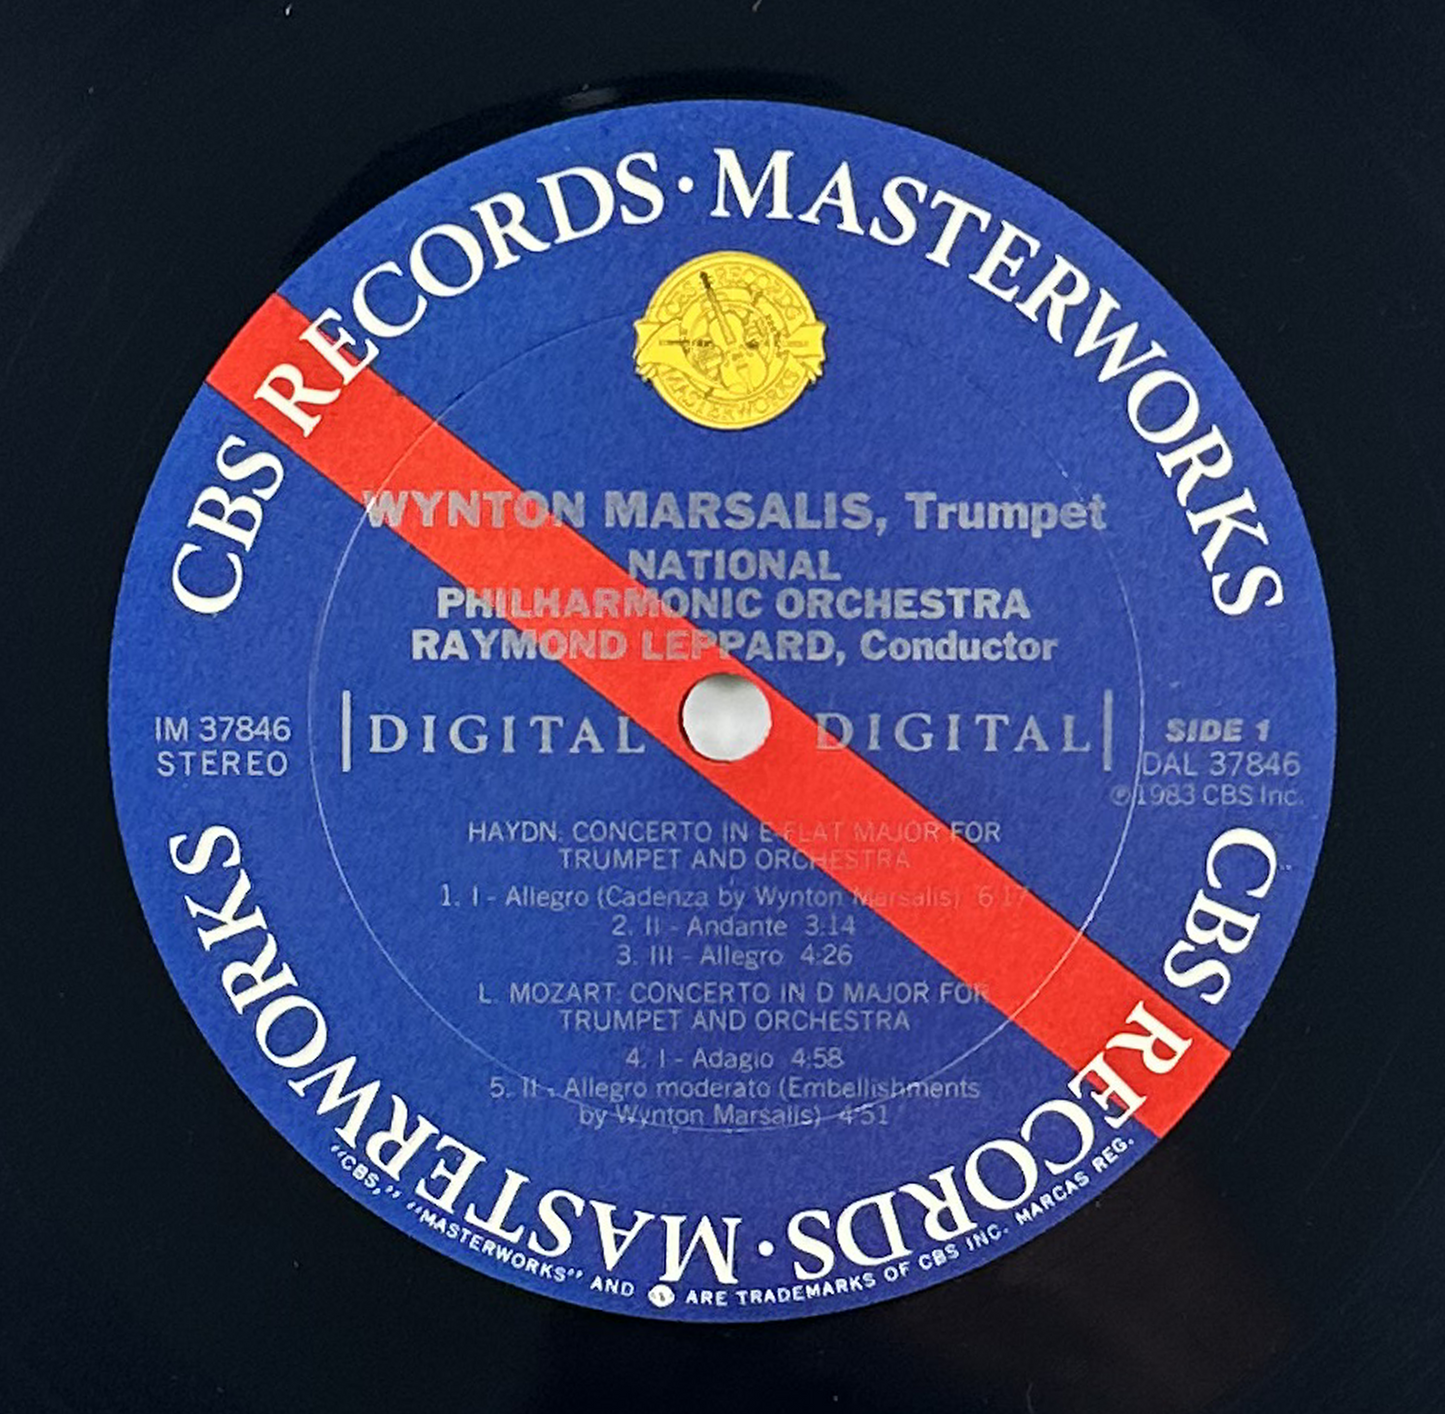 CBS RECORDS · MASTERWORKS
CBS RECORDS
MASTERWORKS
WYNTON MARSALIS, Trumpet
NATIONAL
PHILHARMONIC ORCHESTRA
RAYMOND LEPPARD, Conductor
IM 37846
STEREO
DIGITAL DIGITAL
SIDE 1
DAL 37846
℗ 1983 CBS Inc.
HAYDN: CONCERTO IN E-FLAT MAJOR FOR
TRUMPET AND ORCHESTRA
1. I - Allegro (Cadenza by Wynton Marsalis) 6:17
2. II - Andante 3:14
3. III - Allegro 4:26
L. MOZART: CONCERTO IN D MAJOR FOR
TRUMPET AND ORCHESTRA
4. I - Adagio 4:58
5. II - Allegro moderato (Embellishments
by Wynton Marsalis) 4:51
CBS RECORDS · MASTERWORKS
"CBS," "MASTERWORKS" AND ARE TRADEMARKS OF CBS INC. MARCAS REG.